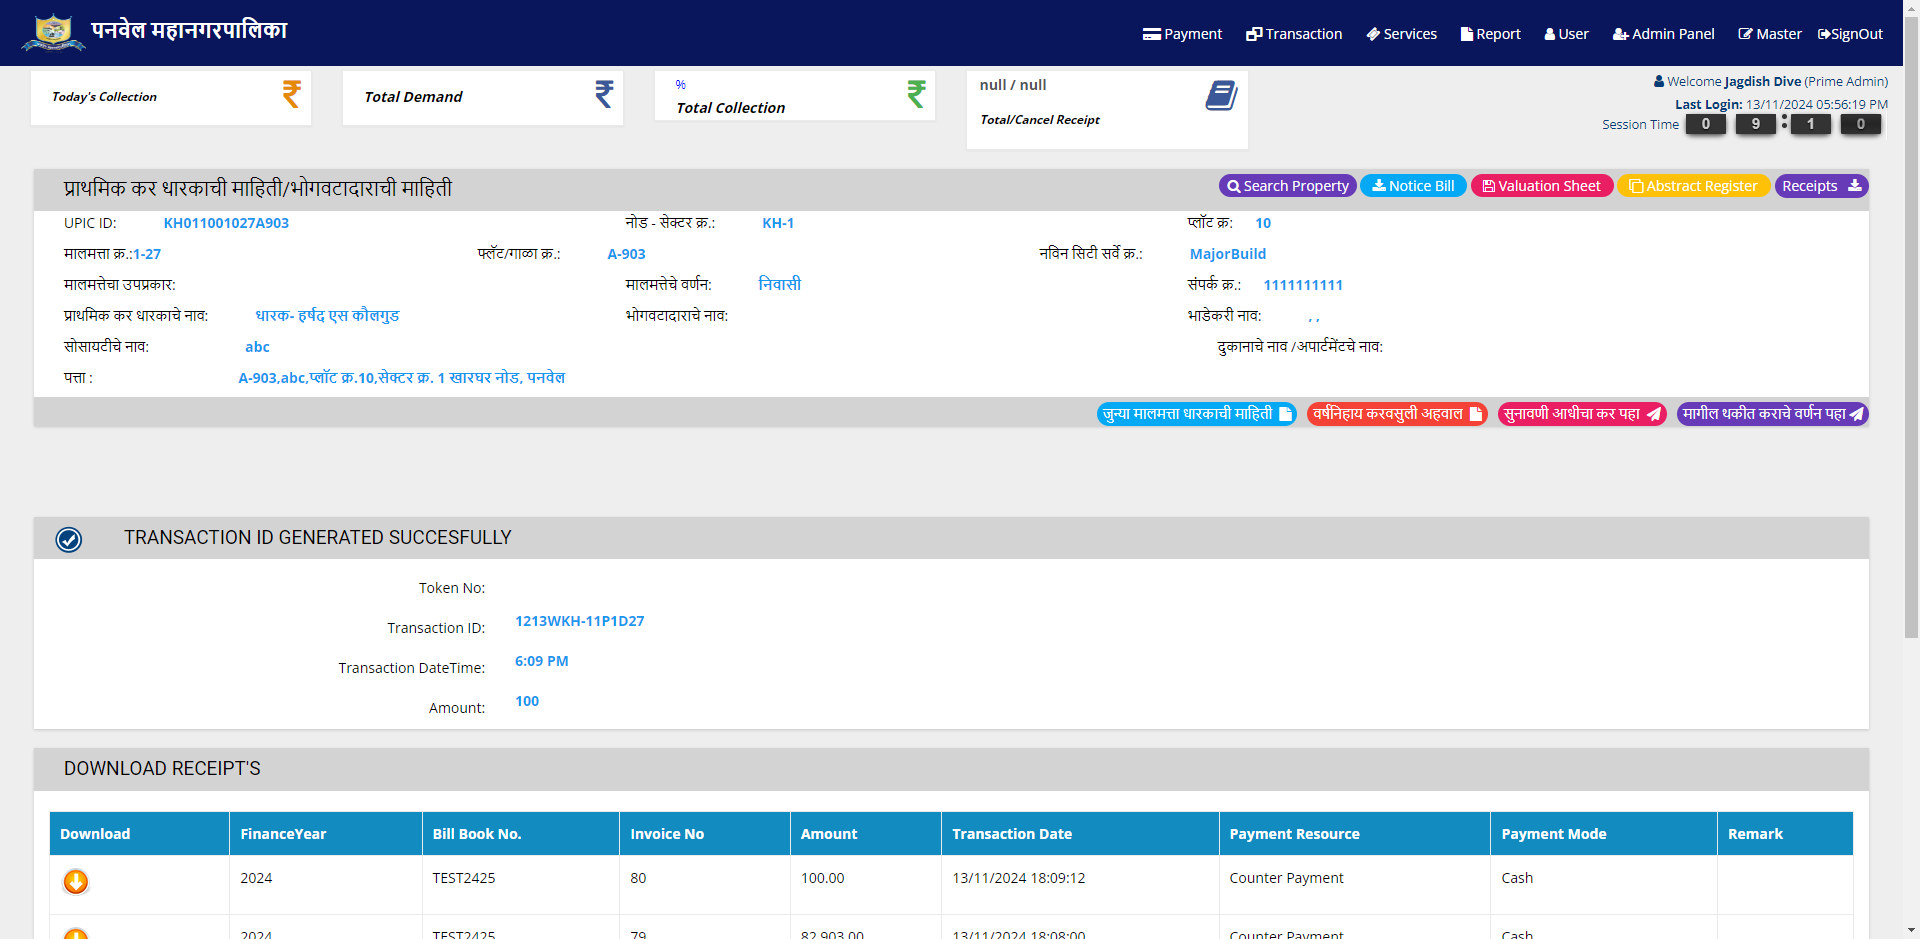 पनवेल महानगरपालिका
Payment Transaction Services Report User Admin Panel Master SignOut
Today's Collection
Total Demand
%
Total Collection
null / null
Total/Cancel Receipt
Welcome Jagdish Dive (Prime Admin)
Last Login: 13/11/2024 05:56:19 PM
Session Time 0 9 : 1 0
प्राथमिक कर धारकाची माहिती/भोगवटादाराची माहिती
Search Property Notice Bill Valuation Sheet Abstract Register Receipts
UPIC ID: KH011001027A903 नोड - सेक्टर क्र.: KH-1 प्लॉट क्र: 10
मालमत्ता क्र.:1-27 फ्लॅट/गाळा क्र.: A-903 नविन सिटी सर्वे क्र.: MajorBuild
मालमत्तेचा उपप्रकार: मालमत्तेचे वर्णन: निवासी संपर्क क्र.: 1111111111
प्राथमिक कर धारकाचे नाव: धारक- हर्षद एस कौलगुड भोगवटादाराचे नाव: भाडेकरी नाव: , ,
सोसायटीचे नाव: abc दुकानाचे नाव /अपार्टमेंटचे नाव:
पत्ता : A-903,abc,प्लॉट क्र.10,सेक्टर क्र. 1 खारघर नोड, पनवेल
जुन्या मालमत्ता धारकाची माहिती वर्षनिहाय करवसुली अहवाल सुनावणी आधीचा कर पहा मागील थकीत कराचे वर्णन पहा
TRANSACTION ID GENERATED SUCCESFULLY
Token No:
Transaction ID: 1213WKH-11P1D27
Transaction DateTime: 6:09 PM
Amount: 100
DOWNLOAD RECEIPT'S
Download FinanceYear Bill Book No. Invoice No Amount Transaction Date Payment Resource Payment Mode Remark
2024 TEST2425 80 100.00 13/11/2024 18:09:12 Counter Payment Cash
2024 TEST2425 79 82,903.00 13/11/2024 18:08:00 Counter Payment Cash